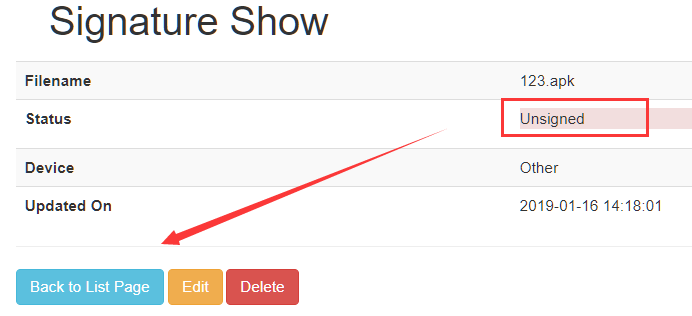 Signature Show
Filename 123.apk
Status Unsigned
Device Other
Updated On 2019-01-16 14:18:01
Back to List Page Edit Delete